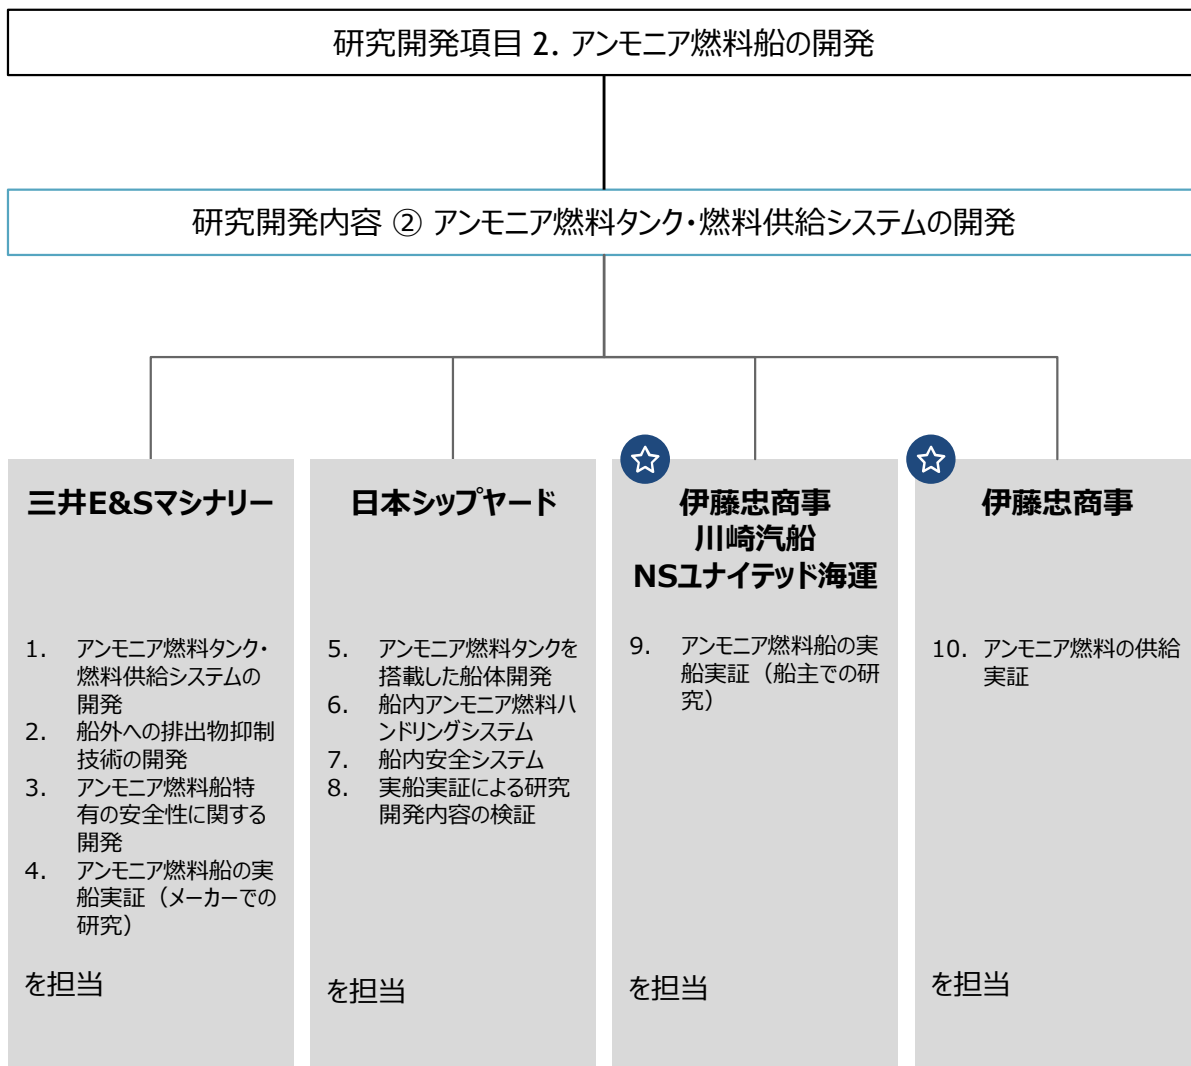 研究開発項目 2. アンモニア燃料船の開発
研究開発内容 ② アンモニア燃料タンク・燃料供給システムの開発
三井E&Sマシナリー
1. アンモニア燃料タンク・
燃料供給システムの
開発
2. 船外への排出物抑制
技術の開発
3. アンモニア燃料船特
有の安全性に関する
開発
4. アンモニア燃料船の実
船実証（メーカーでの
研究）
を担当
日本シップヤード
5. アンモニア燃料タンクを
搭載した船体開発
6. 船内アンモニア燃料ハ
ンドリングシステム
7. 船内安全システム
8. 実船実証による研究
開発内容の検証
を担当
伊藤忠商事
川崎汽船
NSユナイテッド海運
9. アンモニア燃料船の実
船実証（船主での研
究）
を担当
伊藤忠商事
10. アンモニア燃料の供給
実証
を担当